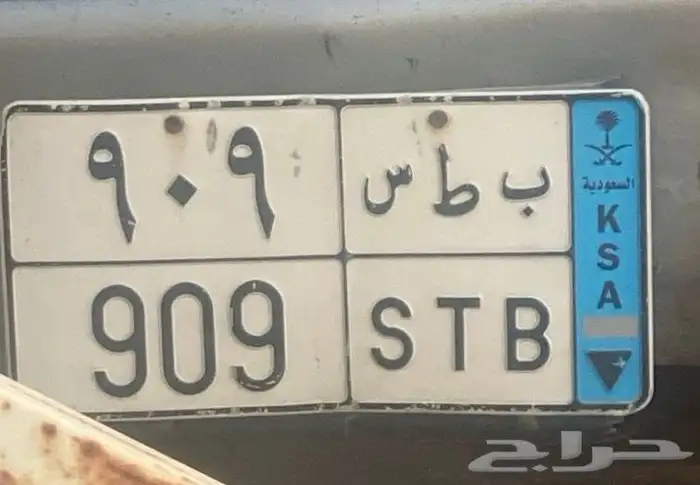 ٩٠٩ ب ط س
909 STB
السعودية
K
S
A
حراج